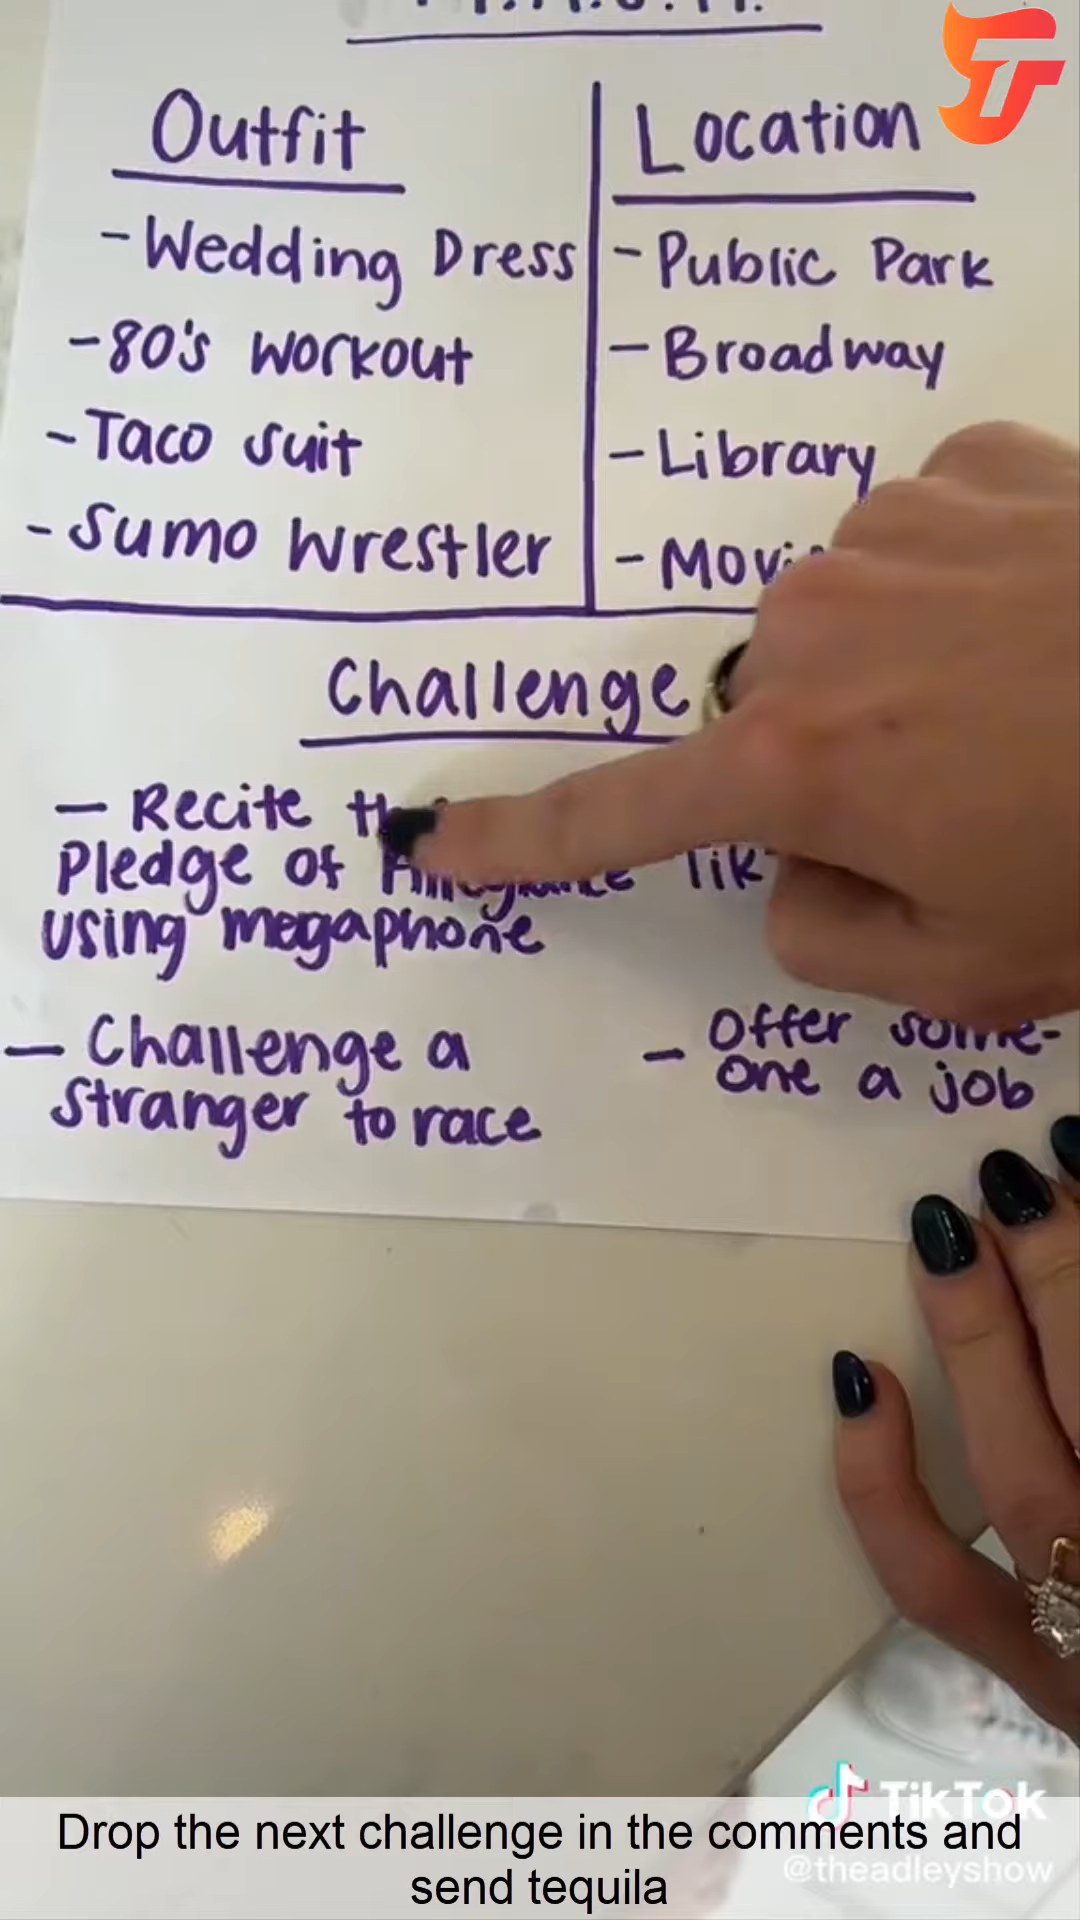 Outfit
- Wedding Dress
- 80's workout
- Taco suit
- Sumo Wrestler
Location
- Public Park
- Broadway
- Library
Challenge
- Recite
Pledge of Allegiance
using megaphone
- Challenge a
stranger to race
- Offer some-
one a job
TikTok
@theadleyshow
Drop the next challenge in the comments and
send tequila